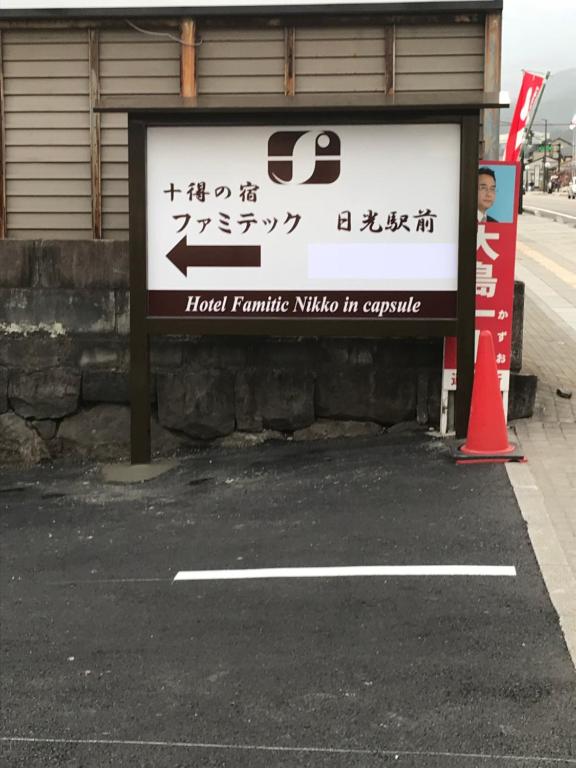 十得の宿
ファミテック 日光駅前
Hotel Famitic Nikko in capsule
大島
かずお